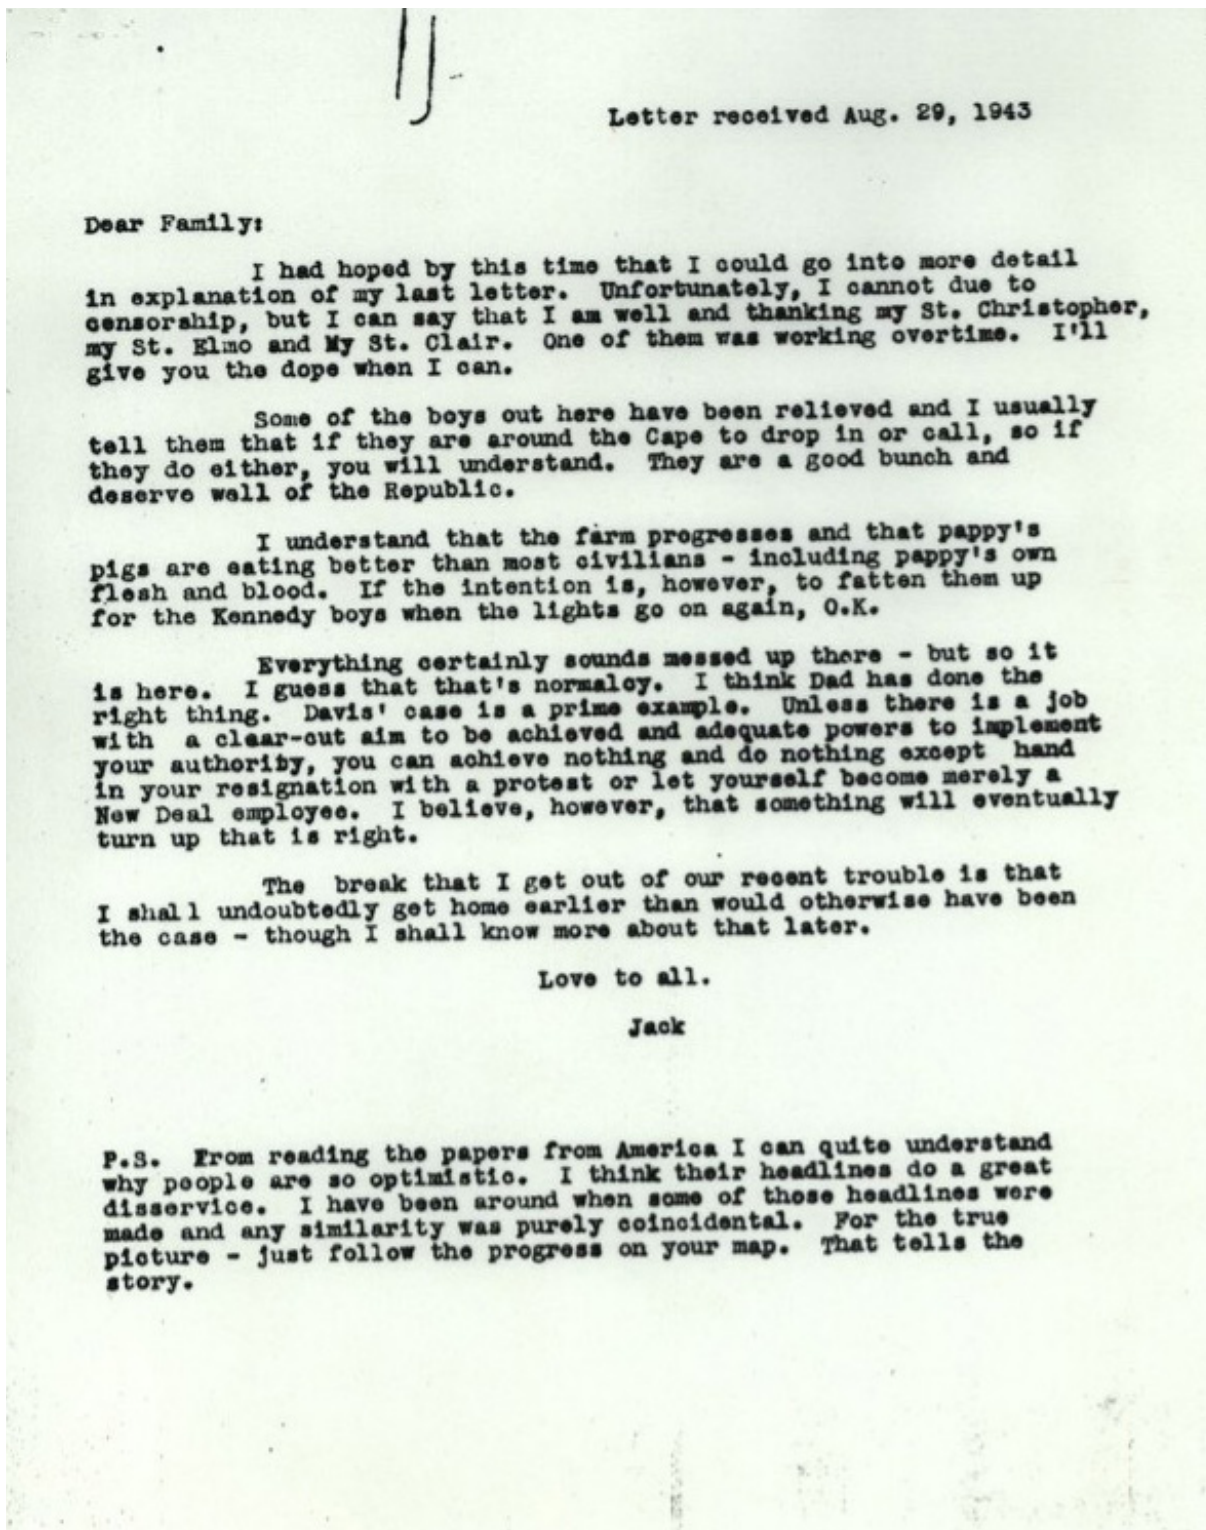 Letter received Aug. 29, 1943
Dear Family:
I had hoped by this time that I could go into more detail
in explanation of my last letter. Unfortunately, I cannot due to
censorship, but I can say that I am well and thanking my St. Christopher,
my St. Elmo and My St. Clair. One of them was working overtime. I'll
give you the dope when I can.
Some of the boys out here have been relieved and I usually
tell them that if they are around the Cape to drop in or call, so if
they do either, you will understand. They are a good bunch and
deserve well of the Republic.
I understand that the farm progresses and that pappy's
pigs are eating better than most civilians - including pappy's own
flesh and blood. If the intention is, however, to fatten them up
for the Kennedy boys when the lights go on again, O.K.
Everything certainly sounds messed up there - but so it
is here. I guess that that's normalcy. I think Dad has done the
right thing. Davis' case is a prime example. Unless there is a job
with a clear-cut aim to be achieved and adequate powers to implement
your authoriby, you can achieve nothing and do nothing except hand
in your resignation with a protest or let yourself become merely a
New Deal employee. I believe, however, that something will eventually
turn up that is right.
The break that I get out of our recent trouble is that
I shall undoubtedly get home earlier than would otherwise have been
the case - though I shall know more about that later.
Love to all.
Jack
P.S. From reading the papers from America I can quite understand
why people are so optimistic. I think their headlines do a great
disservice. I have been around when some of those headlines were
made and any similarity was purely coincidental. For the true
picture - just follow the progress on your map. That tells the
story.